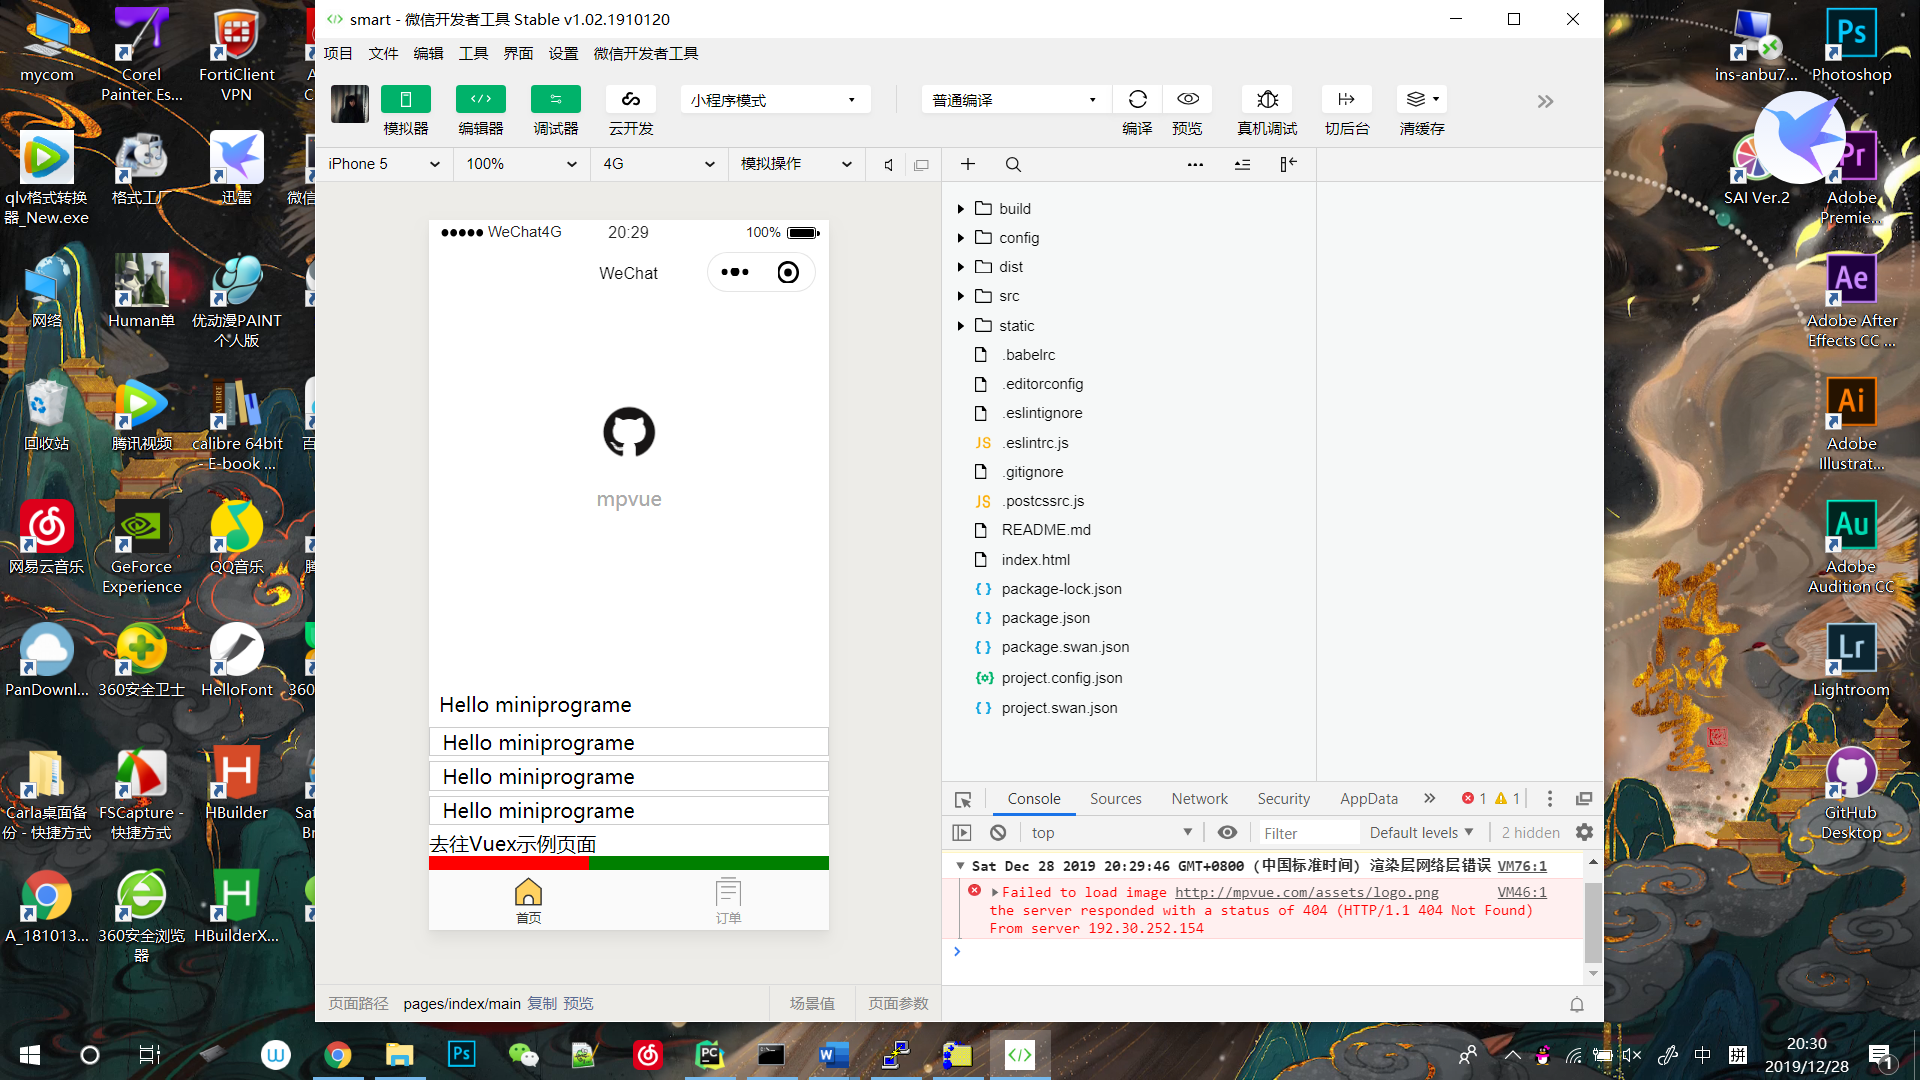 smart - 微信开发者工具 Stable v1.02.1910120
项目 文件 编辑 工具 界面 设置 微信开发者工具
模拟器 编辑器 调试器 云开发
小程序模式
普通编译
编译 预览 真机调试 切后台 清缓存
iPhone 5
100%
4G
模拟操作
WeChat4G 20:29 100%
WeChat
mpvue
Hello miniprograme
Hello miniprograme
Hello miniprograme
Hello miniprograme
去往Vuex示例页面
首页 订单
页面路径 pages/index/main 复制 预览 场景值 页面参数
build
config
dist
src
static
.babelrc
.editorconfig
.eslintignore
JS .eslintrc.js
.gitignore
JS .postcssrc.js
README.md
index.html
{ } package-lock.json
{ } package.json
{ } package.swan.json
project.config.json
{ } project.swan.json
Console Sources Network Security AppData 1 1
top Filter Default levels 2 hidden
Sat Dec 28 2019 20:29:46 GMT+0800 (中国标准时间) 渲染层网络层错误 VM76:1
Failed to load image http://mpvue.com/assets/logo.png VM46:1
the server responded with a status of 404 (HTTP/1.1 404 Not Found)
From server 192.30.252.154
mycom
Corel
Painter Es...
FortiClient
VPN
qlv格式转换
器_New.exe
格式工厂
迅雷
微信
网络
Human单
优动漫PAINT
个人版
回收站
腾讯视频
calibre 64bit
- E-book ...
网易云音乐
GeForce
Experience
QQ音乐
PanDownl...
360安全卫士
HelloFont
360
Carla桌面备
份 - 快捷方式
FSCapture -
快捷方式
HBuilder
A_181013...
360安全浏览
器
HBuilderX...
ins-anbu7...
Ps
Photoshop
SAI Ver.2
Pr
Adobe
Premie...
Ae
Adobe After
Effects CC ...
Ai
Adobe
Illustrat...
Au
Adobe
Audition CC
Lr
Lightroom
GitHub
Desktop
中 拼
20:30
2019/12/28
1